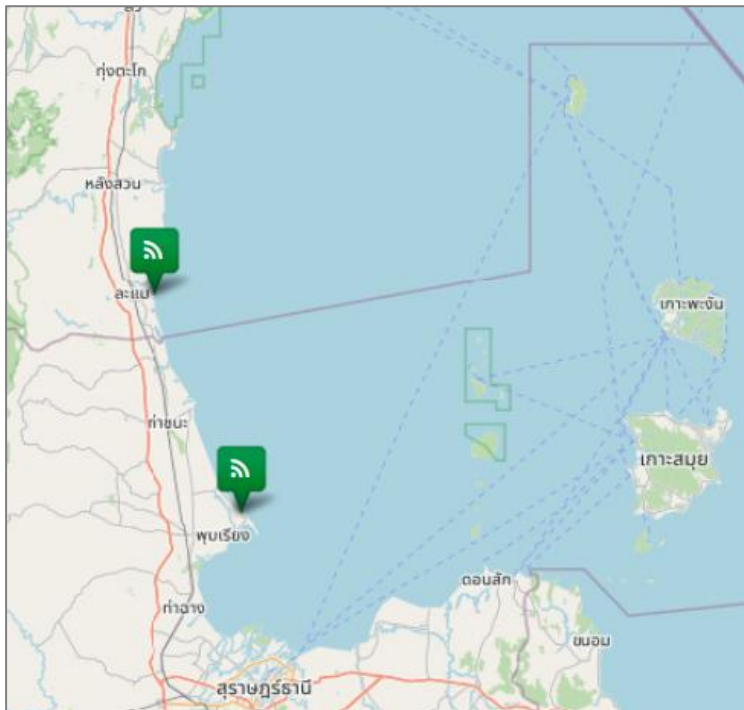 ทุ่งตะโก
หลังสวน
ละแม
เกาะพะงัน
ท่าชนะ
เกาะสมุย
พุมเรียง
ดอนสัก
ท่าฉาง
ขนอม
สุราษฎร์ธานี